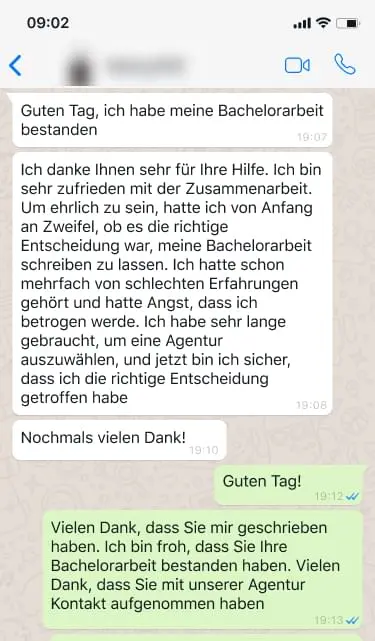 09:02
Guten Tag, ich habe meine Bachelorarbeit
bestanden
19:07
Ich danke Ihnen sehr für Ihre Hilfe. Ich bin
sehr zufrieden mit der Zusammenarbeit.
Um ehrlich zu sein, hatte ich von Anfang
an Zweifel, ob es die richtige
Entscheidung war, meine Bachelorarbeit
schreiben zu lassen. Ich hatte schon
mehrfach von schlechten Erfahrungen
gehört und hatte Angst, dass ich
betrogen werde. Ich habe sehr lange
gebraucht, um eine Agentur
auszuwählen, und jetzt bin ich sicher,
dass ich die richtige Entscheidung
getroffen habe
19:08
Nochmals vielen Dank!
19:10
Guten Tag!
19:12
Vielen Dank, dass Sie mir geschrieben
haben. Ich bin froh, dass Sie Ihre
Bachelorarbeit bestanden haben. Vielen
Dank, dass Sie mit unserer Agentur
Kontakt aufgenommen haben
19:13